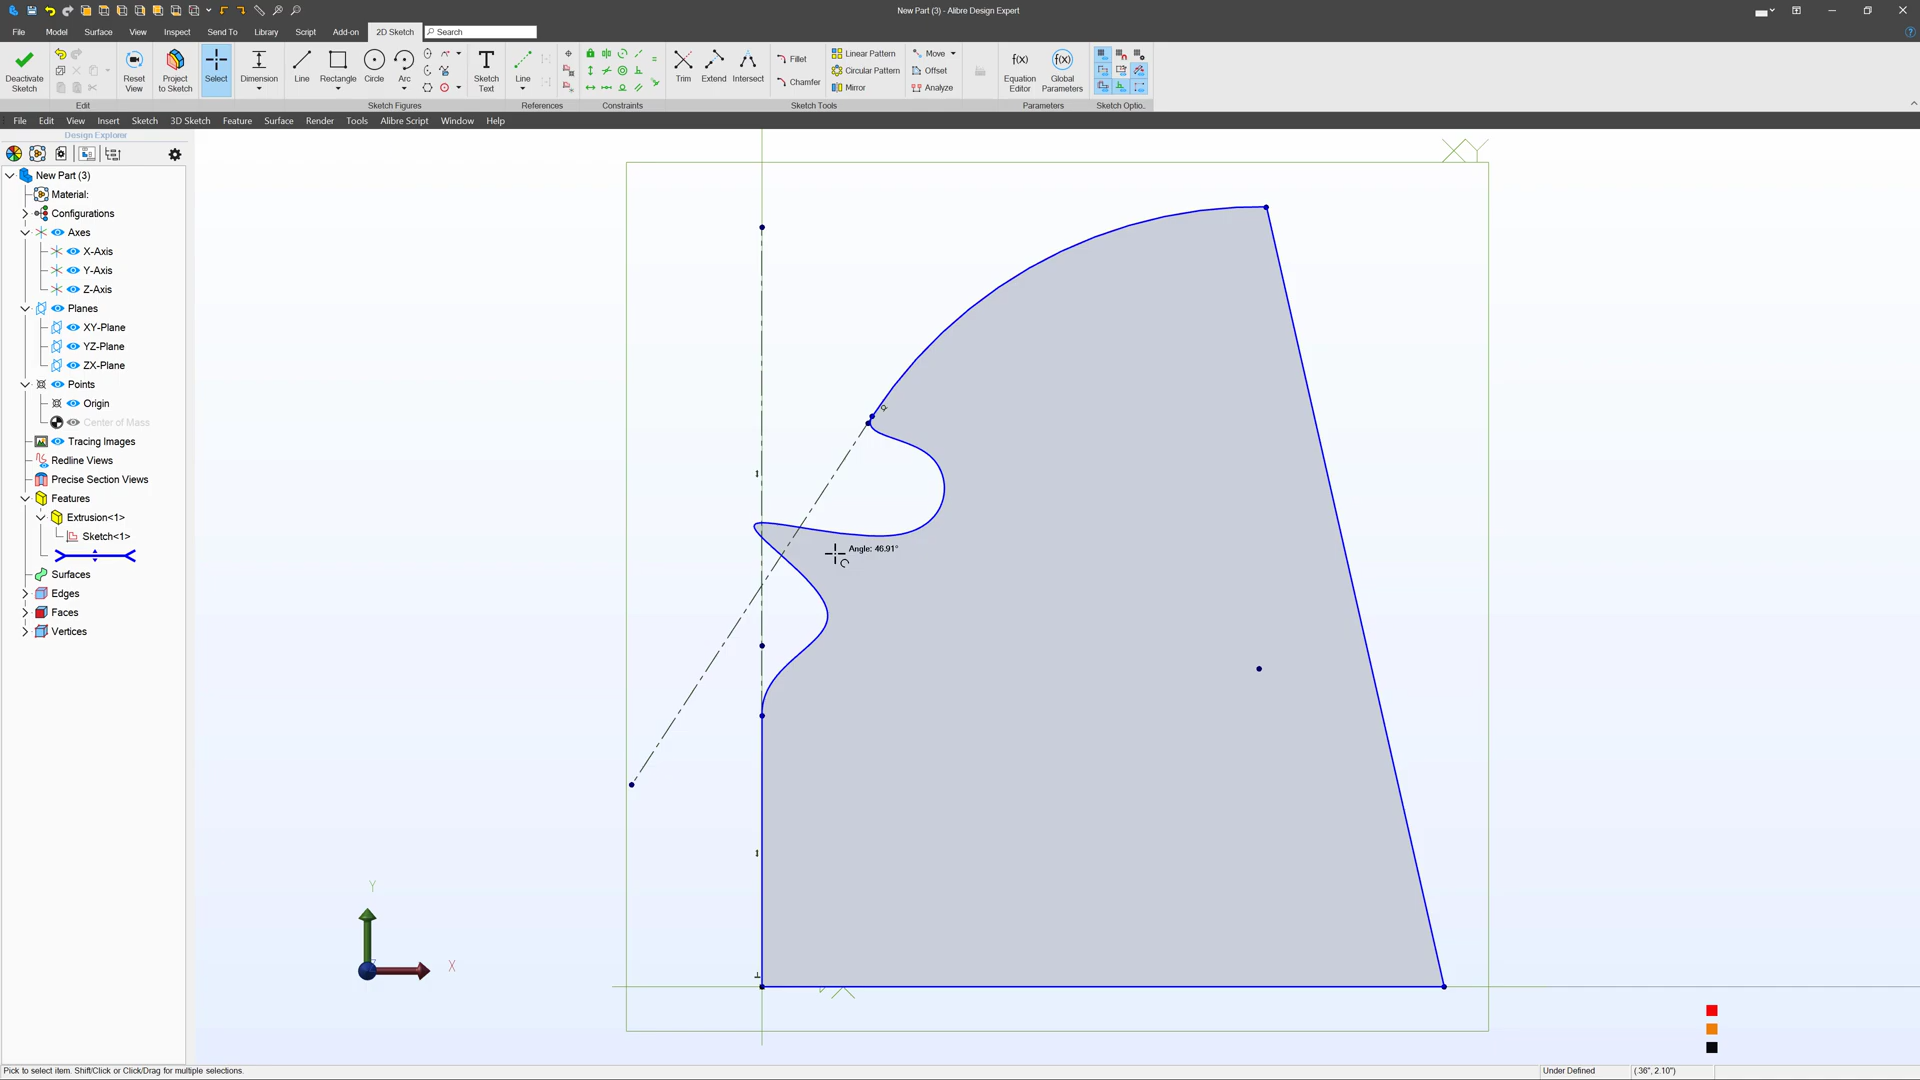 New Part (3) - Alibre Design Expert
File Model Surface View Inspect Send To Library Script Add-on 2D Sketch Search
Deactivate Sketch
Reset View
Project to Sketch
Select
Dimension
Line
Rectangle
Circle
Arc
Sketch Text
Line
Trim
Extend
Intersect
Fillet
Chamfer
Linear Pattern
Circular Pattern
Mirror
Move
Offset
Analyze
Equation Editor
Global Parameters
Edit Sketch Figures References Constraints Sketch Tools Parameters Sketch Optio..
File Edit View Insert Sketch 3D Sketch Feature Surface Render Tools Alibre Script Window Help
Design Explorer
New Part (3)
Material:
Configurations
Axes
X-Axis
Y-Axis
Z-Axis
Planes
XY-Plane
YZ-Plane
ZX-Plane
Points
Origin
Center of Mass
Tracing Images
Redline Views
Precise Section Views
Features
Extrusion<1>
Sketch<1>
Surfaces
Edges
Faces
Vertices
XY
Angle: 46.91°
Y
X
Pick to select item. Shift/Click or Click/Drag for multiple selections.
Under Defined
(.36", 2.10")